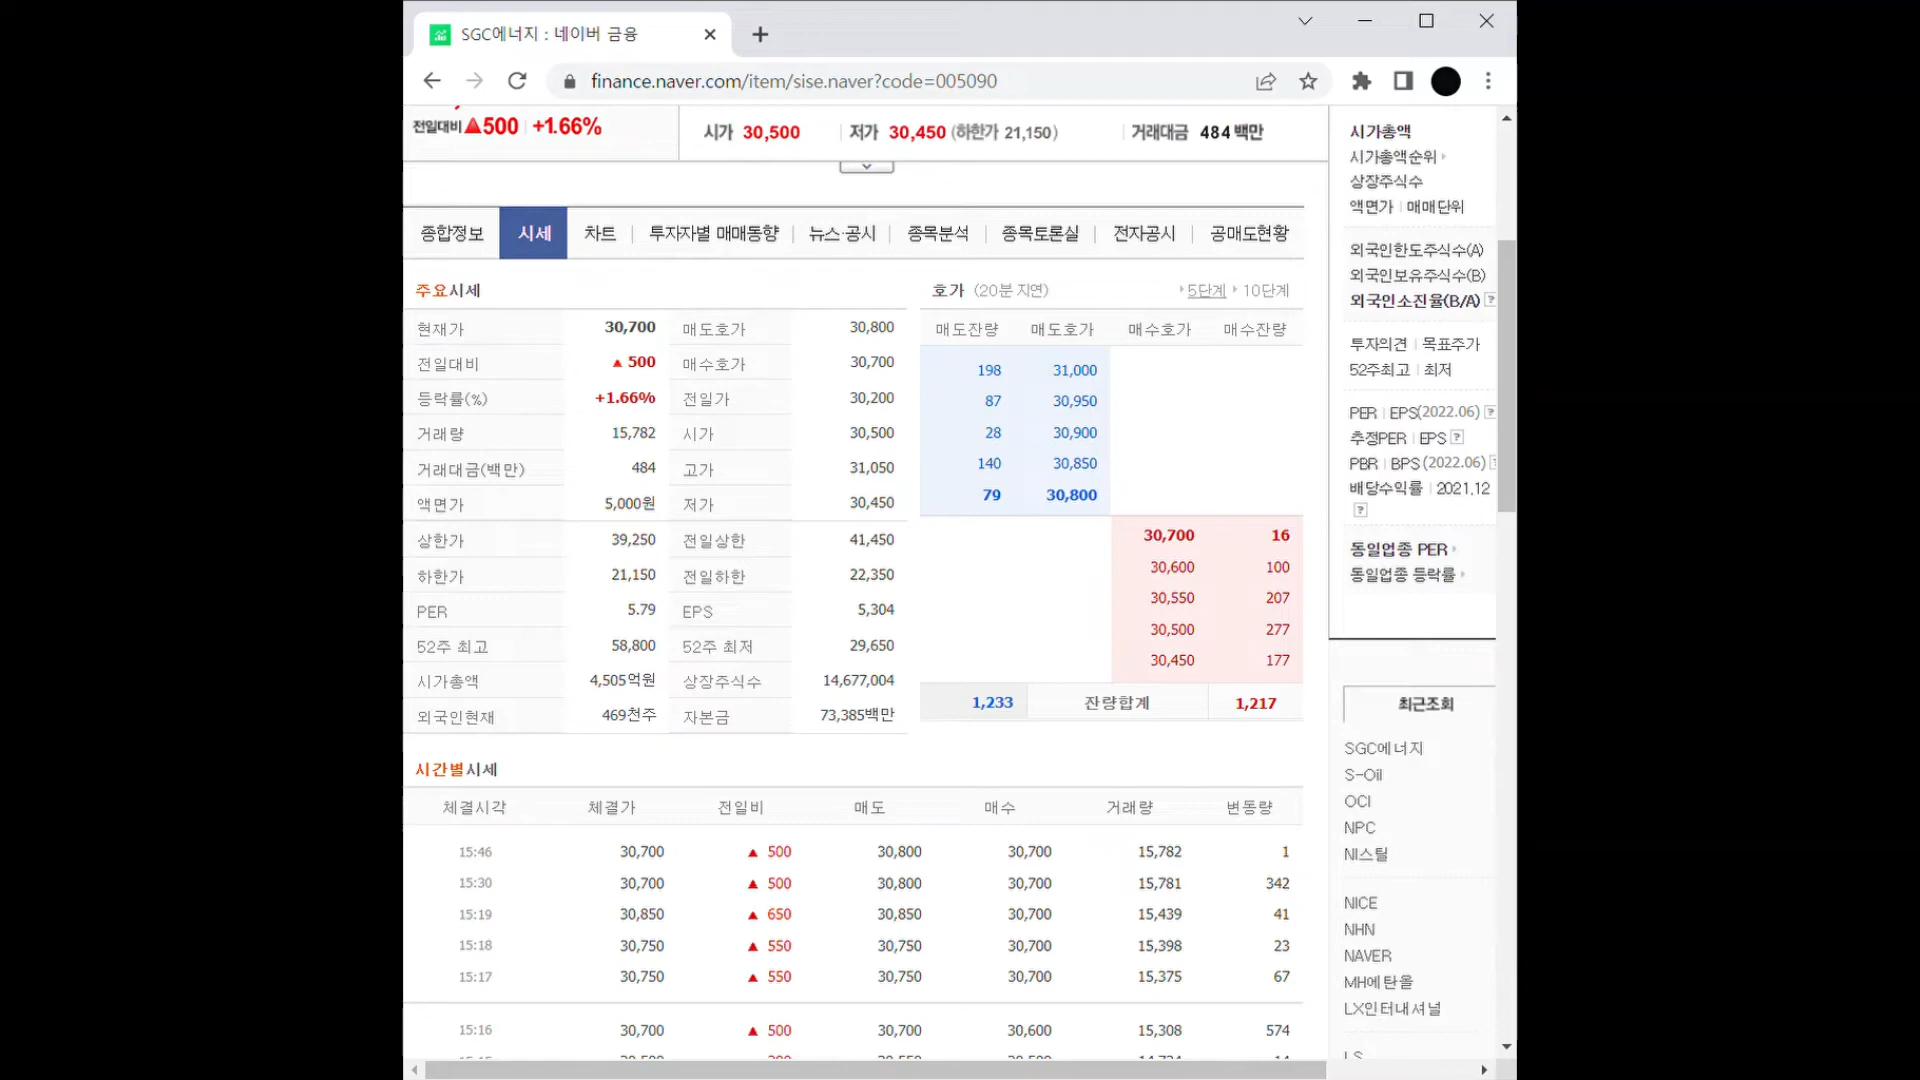 SGC에너지 : 네이버 금융
finance.naver.com/item/sise.naver?code=005090
전일대비 ▲500 +1.66%
시가 30,500 저가 30,450 (하한가 21,150) 거래대금 484 백만
종합정보 시세 차트 투자자별 매매동향 뉴스·공시 종목분석 종목토론실 전자공시 공매도현황
주요시세
현재가 30,700 매도호가 30,800
전일대비 ▲ 500 매수호가 30,700
등락률(%) +1.66% 전일가 30,200
거래량 15,782 시가 30,500
거래대금(백만) 484 고가 31,050
액면가 5,000원 저가 30,450
상한가 39,250 전일상한 41,450
하한가 21,150 전일하한 22,350
PER 5.79 EPS 5,304
52주 최고 58,800 52주 최저 29,650
시가총액 4,505억원 상장주식수 14,677,004
외국인현재 469천주 자본금 73,385백만
호가 (20분 지연) 5단계 10단계
매도잔량 매도호가 매수호가 매수잔량
198 31,000
87 30,950
28 30,900
140 30,850
79 30,800
30,700 16
30,600 100
30,550 207
30,500 277
30,450 177
1,233 잔량합계 1,217
시간별시세
체결시각 체결가 전일비 매도 매수 거래량 변동량
15:46 30,700 ▲ 500 30,800 30,700 15,782 1
15:30 30,700 ▲ 500 30,800 30,700 15,781 342
15:19 30,850 ▲ 650 30,850 30,700 15,439 41
15:18 30,750 ▲ 550 30,750 30,700 15,398 23
15:17 30,750 ▲ 550 30,750 30,700 15,375 67
15:16 30,700 ▲ 500 30,700 30,600 15,308 574
시가총액
시가총액순위
상장주식수
액면가 매매단위
외국인한도주식수(A)
외국인보유주식수(B)
외국인소진율(B/A) ?
투자의견 목표주가
52주최고 최저
PER EPS(2022.06) ?
추정PER EPS ?
PBR BPS (2022.06)
배당수익률 2021.12
?
동일업종 PER
동일업종 등락률
최근조회
SGC에너지
S-Oil
OCI
NPC
NI스틸
NICE
NHN
NAVER
MH에탄올
LX인터내셔널
LS